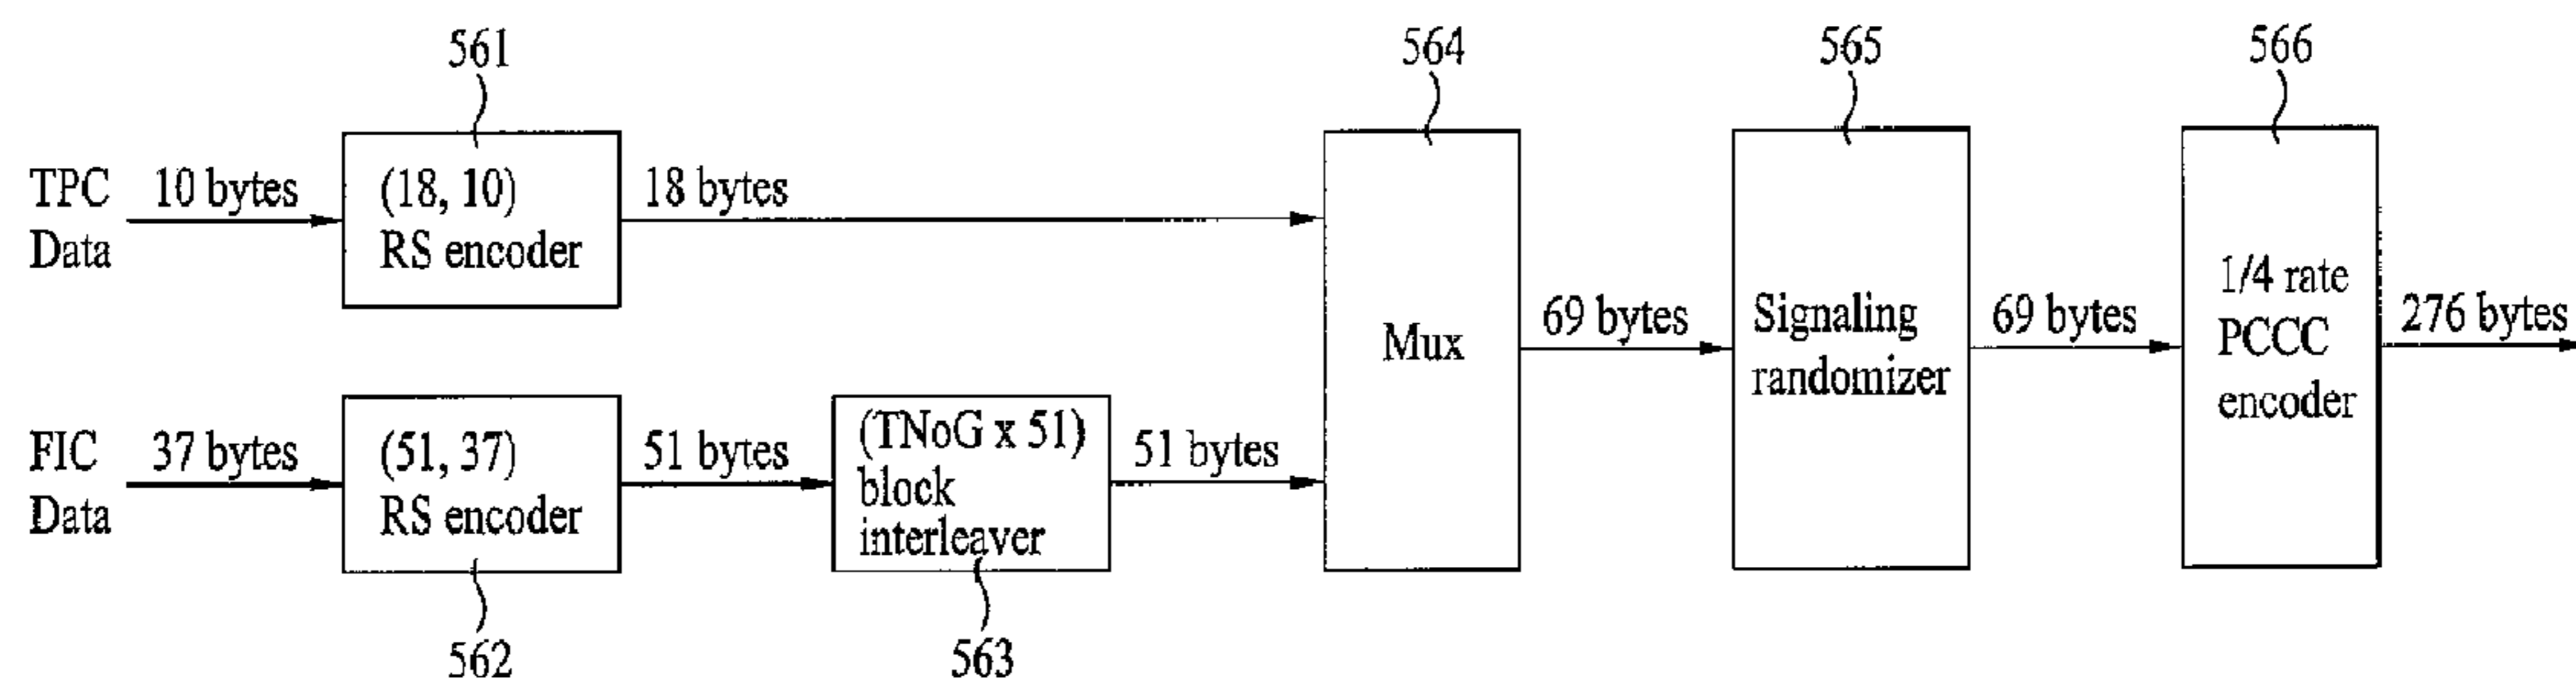 561
564
565
566
TPC
Data
10 bytes
(18, 10)
RS encoder
18 bytes
Mux
69 bytes
Signaling
randomizer
69 bytes
1/4 rate
PCCC
encoder
276 bytes
FIC
Data
37 bytes
(51, 37)
RS encoder
51 bytes
(TNoG x 51)
block
interleaver
51 bytes
562
563